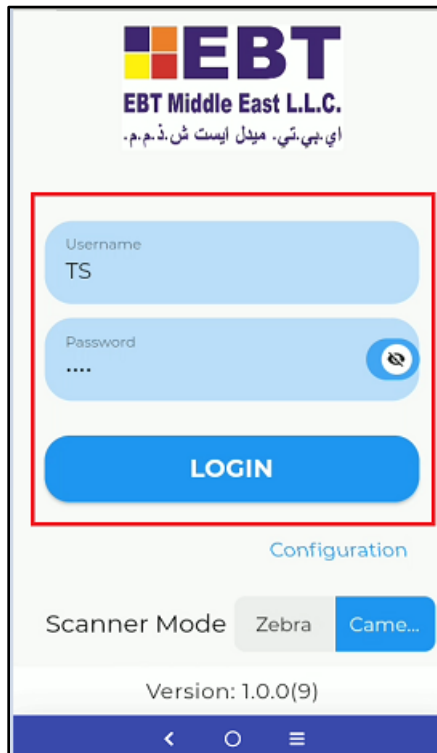 EBT
EBT Middle East L.L.C.
اي.بي.تي. ميدل ايست ش.ذ.م.م.
Username
TS
Password
....
LOGIN
Configuration
Scanner Mode Zebra Came...
Version: 1.0.0(9)